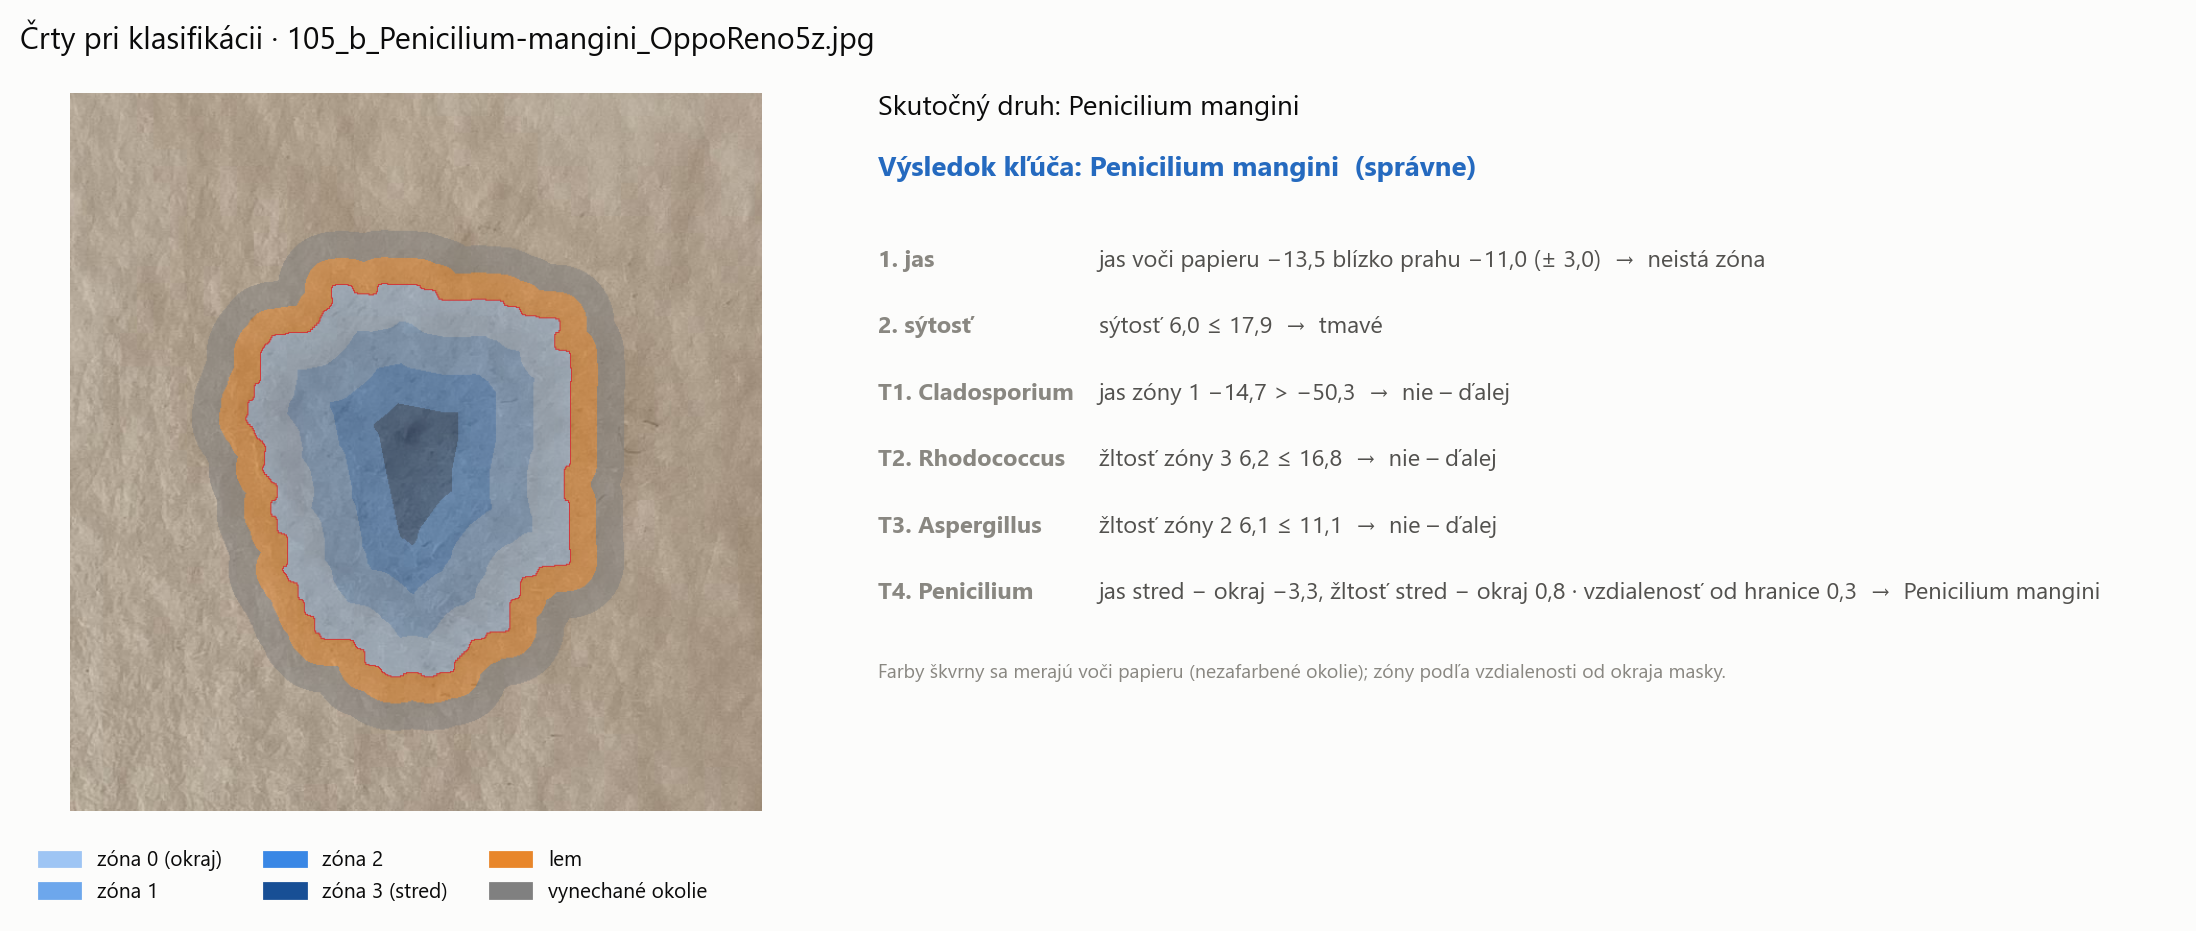 Črty pri klasifikácii · 105_b_Penicilium-mangini_OppoReno5z.jpg
Skutočný druh: Penicilium mangini
Výsledok kľúča: Penicilium mangini (správne)
1. jas jas voči papieru −13,5 blízko prahu −11,0 (± 3,0) → neistá zóna
2. sýtosť sýtosť 6,0 ≤ 17,9 → tmavé
T1. Cladosporium jas zóny 1 −14,7 > −50,3 → nie – ďalej
T2. Rhodococcus žltosť zóny 3 6,2 ≤ 16,8 → nie – ďalej
T3. Aspergillus žltosť zóny 2 6,1 ≤ 11,1 → nie – ďalej
T4. Penicilium jas stred − okraj −3,3, žltosť stred − okraj 0,8 · vzdialenosť od hranice 0,3 → Penicilium mangini
Farby škvrny sa merajú voči papieru (nezafarbené okolie); zóny podľa vzdialenosti od okraja masky.
zóna 0 (okraj) zóna 2 lem
zóna 1 zóna 3 (stred) vynechané okolie